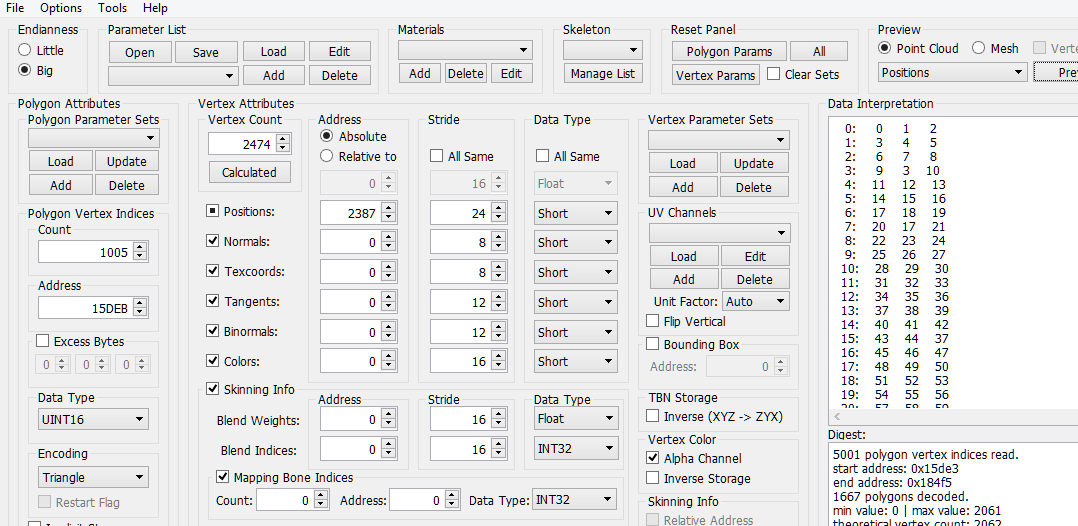 File Options Tools Help
Endianness
Little
Big
Parameter List
Open Save Load Edit
Add Delete
Materials
Add Delete Edit
Skeleton
Manage List
Reset Panel
Polygon Params All
Vertex Params Clear Sets
Preview
Point Cloud Mesh
Positions
Polygon Attributes
Polygon Parameter Sets
Load Update
Add Delete
Polygon Vertex Indices
Count
1005
Address
15DEB
Excess Bytes
0 0 0
Data Type
UINT16
Encoding
Triangle
Restart Flag
Vertex Attributes
Vertex Count
2474
Calculated
Address
Absolute
Relative to
0
Stride
All Same
16
Data Type
All Same
Float
Positions: 2387 24 Short
Normals: 0 8 Short
Texcoords: 0 8 Short
Tangents: 0 12 Short
Binormals: 0 12 Short
Colors: 0 16 Short
Skinning Info
Address Stride Data Type
Blend Weights: 0 16 Float
Blend Indices: 0 16 INT32
Mapping Bone Indices
Count: 0 Address: 0 Data Type: INT32
Vertex Parameter Sets
Load Update
Add Delete
UV Channels
Load Edit
Add Delete
Unit Factor: Auto
Flip Vertical
Bounding Box
Address: 0
TBN Storage
Inverse (XYZ -> ZYX)
Vertex Color
Alpha Channel
Inverse Storage
Skinning Info
Relative Address
Data Interpretation
0: 0 1 2
1: 3 4 5
2: 6 7 8
3: 9 3 10
4: 11 12 13
5: 14 15 16
6: 17 18 19
7: 20 17 21
8: 22 23 24
9: 25 26 27
10: 28 29 30
11: 31 32 33
12: 34 35 36
13: 37 38 39
14: 40 41 42
15: 43 44 37
16: 45 46 47
17: 48 49 50
18: 51 52 53
19: 54 55 56
20: 57 58 59
Digest:
5001 polygon vertex indices read.
start address: 0x15de3
end address: 0x184f5
1667 polygons decoded.
min value: 0 | max value: 2061
theoretical vertex count: 2062